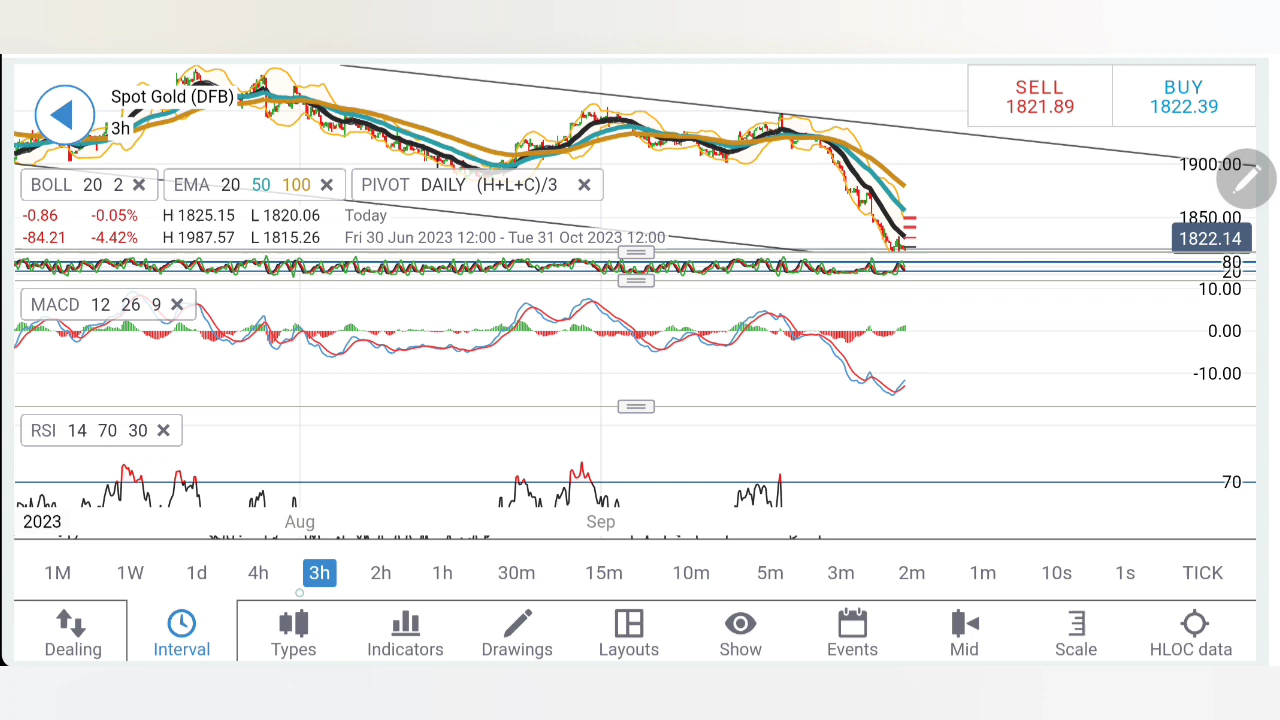 Spot Gold (DFB)
3h
SELL
1821.89
BUY
1822.39
1900.00
BOLL 20 2
EMA 20 50 100
PIVOT DAILY (H+L+C)/3
-0.86 -0.05% H 1825.15 L 1820.06 Today
1850.00
-84.21 -4.42% H 1987.57 L 1815.26 Fri 30 Jun 2023 12:00 - Tue 31 Oct 2023 12:00
1822.14
80
20
10.00
MACD 12 26 9
0.00
-10.00
RSI 14 70 30
70
2023 Aug Sep
1M 1W 1d 4h 3h 2h 1h 30m 15m 10m 5m 3m 2m 1m 10s 1s TICK
Dealing Interval Types Indicators Drawings Layouts Show Events Mid Scale HLOC data